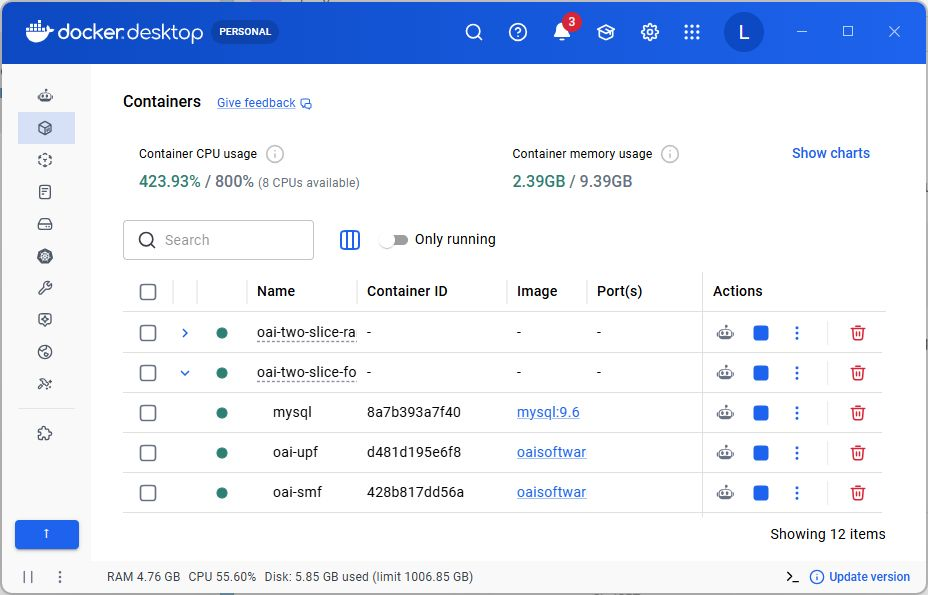 docker.desktop PERSONAL 3 L
Containers Give feedback
Container CPU usage Container memory usage Show charts
423.93% / 800% (8 CPUs available) 2.39GB / 9.39GB
Search Only running
Name Container ID Image Port(s) Actions
oai-two-slice-ra - - -
oai-two-slice-fo - - -
mysql 8a7b393a7f40 mysql:9.6
oai-upf d481d195e6f8 oaisoftwar
oai-smf 428b817dd56a oaisoftwar
Showing 12 items
RAM 4.76 GB CPU 55.60% Disk: 5.85 GB used (limit 1006.85 GB) Update version